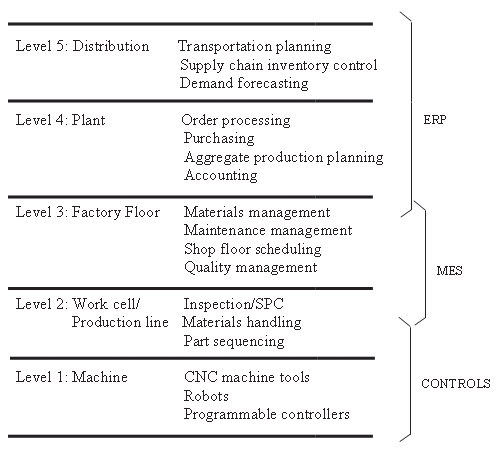 Level 5: Distribution Transportation planning
Supply chain inventory control
Demand forecasting
Level 4: Plant Order processing
Purchasing
Aggregate production planning
Accounting
ERP
Level 3: Factory Floor Materials management
Maintenance management
Shop floor scheduling
Quality management
MES
Level 2: Work cell/ Inspection/SPC
Production line Materials handling
Part sequencing
Level 1: Machine CNC machine tools
Robots
Programmable controllers
CONTROLS